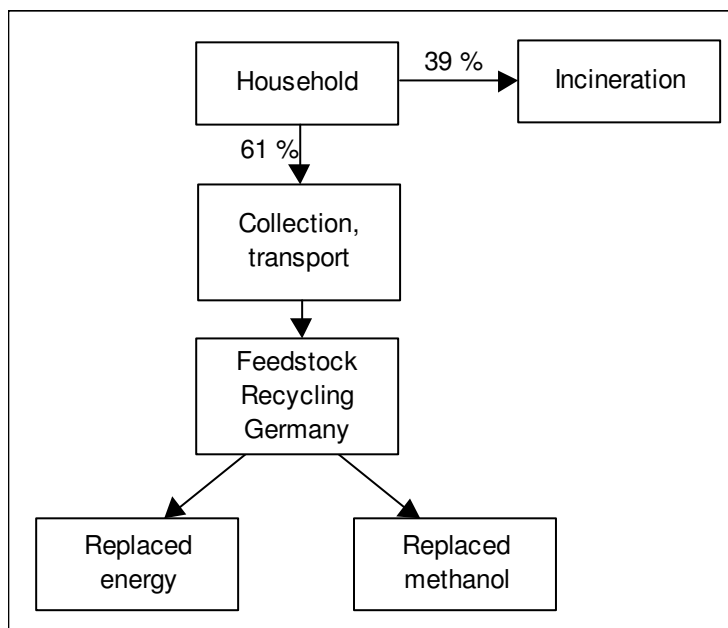 Household
39 %
Incineration
61 %
Collection,
transport
Feedstock
Recycling
Germany
Replaced
energy
Replaced
methanol